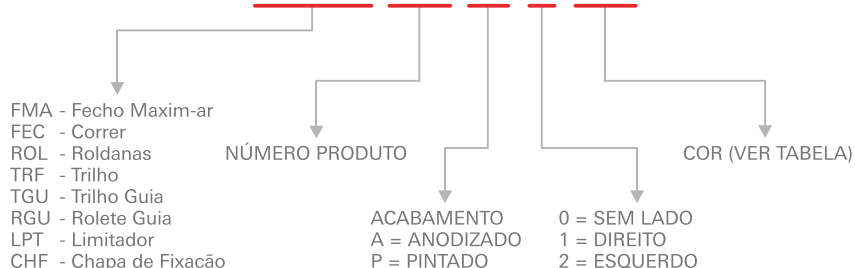 FMA - Fecho Maxim-ar
FEC - Correr
ROL - Roldanas
TRF - Trilho
TGU - Trilho Guia
RGU - Rolete Guia
LPT - Limitador
CHF - Chapa de Fixação
NÚMERO PRODUTO
ACABAMENTO
A = ANODIZADO
P = PINTADO
0 = SEM LADO
1 = DIREITO
2 = ESQUERDO
COR (VER TABELA)